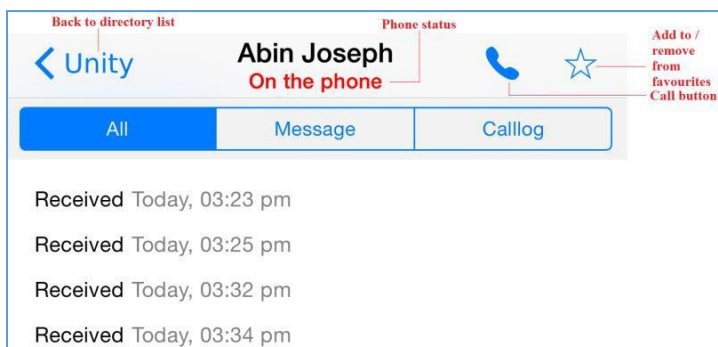 Back to directory list
Phone status
Add to /
remove
from
favourites
Call button
Unity
Abin Joseph
On the phone
All
Message
Calllog
Received Today, 03:23 pm
Received Today, 03:25 pm
Received Today, 03:32 pm
Received Today, 03:34 pm